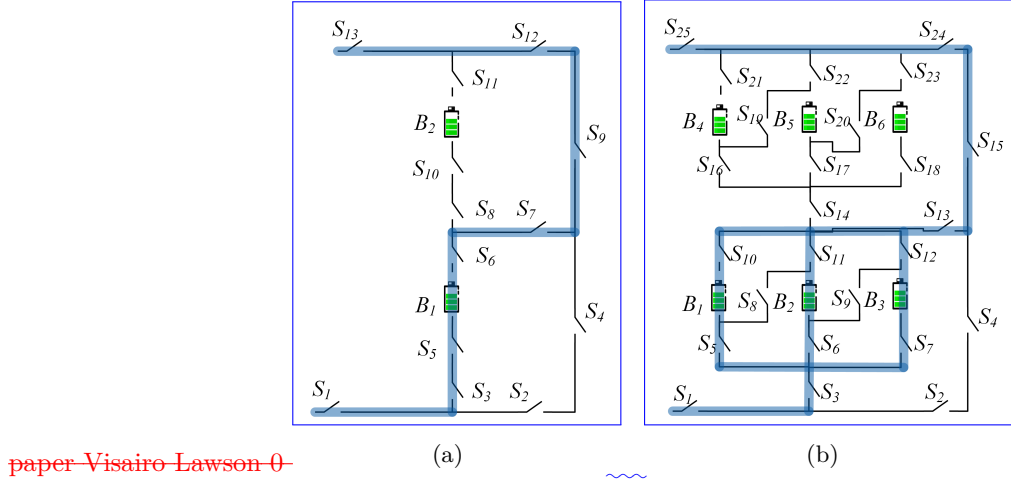 S13 S12
S11
B2
S9
S10
S8 S7
S6
B1
S4
S5
S1 S3 S2
(a)
S25 S24
S21 S22 S23
B4 S19 B5 S20 B6
S15
S16 S17 S18
S14 S13
S10 S11 S12
B1 S8 B2 S9 B3
S4
S5 S6 S7
S1 S3 S2
(b)
paper Visairo Lawson 0